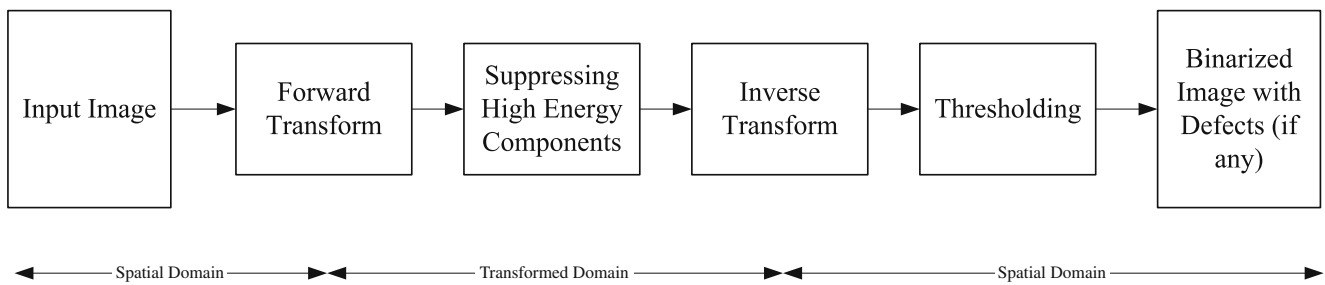 Input Image
Forward
Transform
Suppressing
High Energy
Components
Inverse
Transform
Thresholding
Binarized
Image with
Defects (if
any)
Spatial Domain
Transformed Domain
Spatial Domain